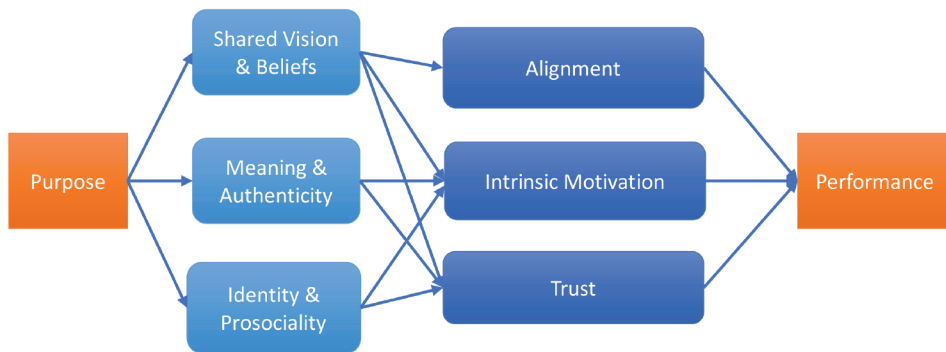 Purpose
Shared Vision
& Beliefs
Meaning &
Authenticity
Identity &
Prosociality
Alignment
Intrinsic Motivation
Trust
Performance